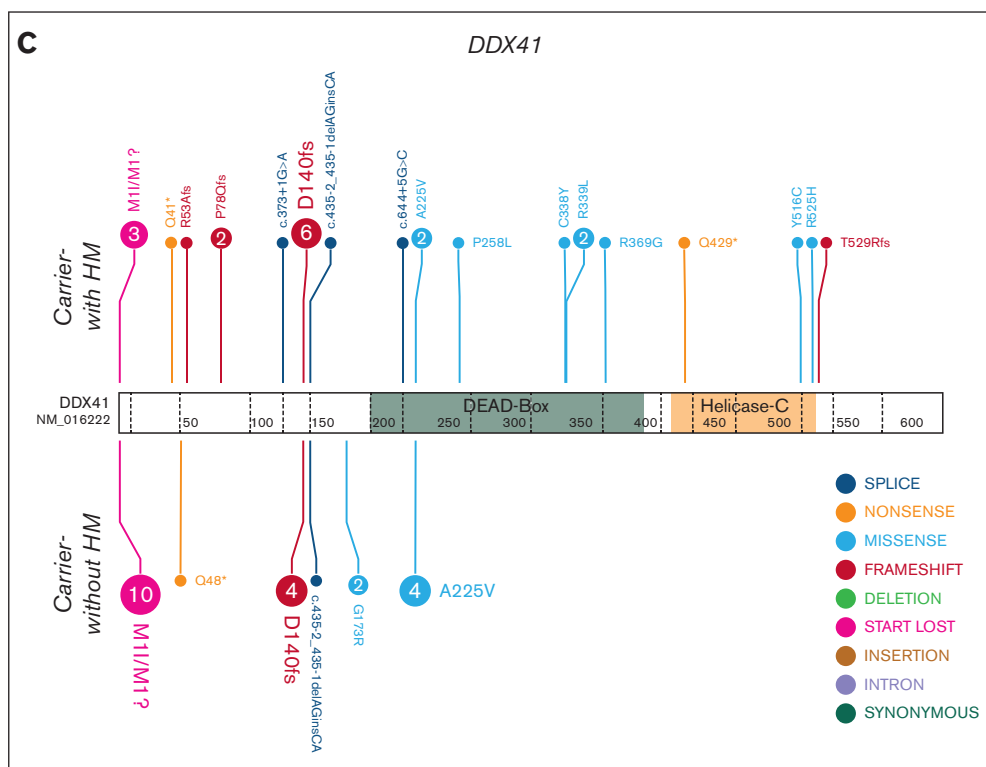 C
DDX41
Carrier-
with HM
3
M1I/M1?
Q41*
R53Afs
2
P78Qfs
c.373+1G>A
6
D140fs
c.435-2_435-1delAGinsCA
c.644+5G>C
2
A225V
P258L
C338Y
2
R339L
R369G
Q429*
Y516C
R525H
T529Rfs
DDX41
NM_016222
DEAD-Box
Helicase-C
50 100 150 200 250 300 350 400 450 500 550 600
Carrier-
without HM
10
M1I/M1?
Q48*
4
D140fs
c.435-2_435-1delAGinsCA
2
G173R
4
A225V
SPLICE
NONSENSE
MISSENSE
FRAMESHIFT
DELETION
START LOST
INSERTION
INTRON
SYNONYMOUS